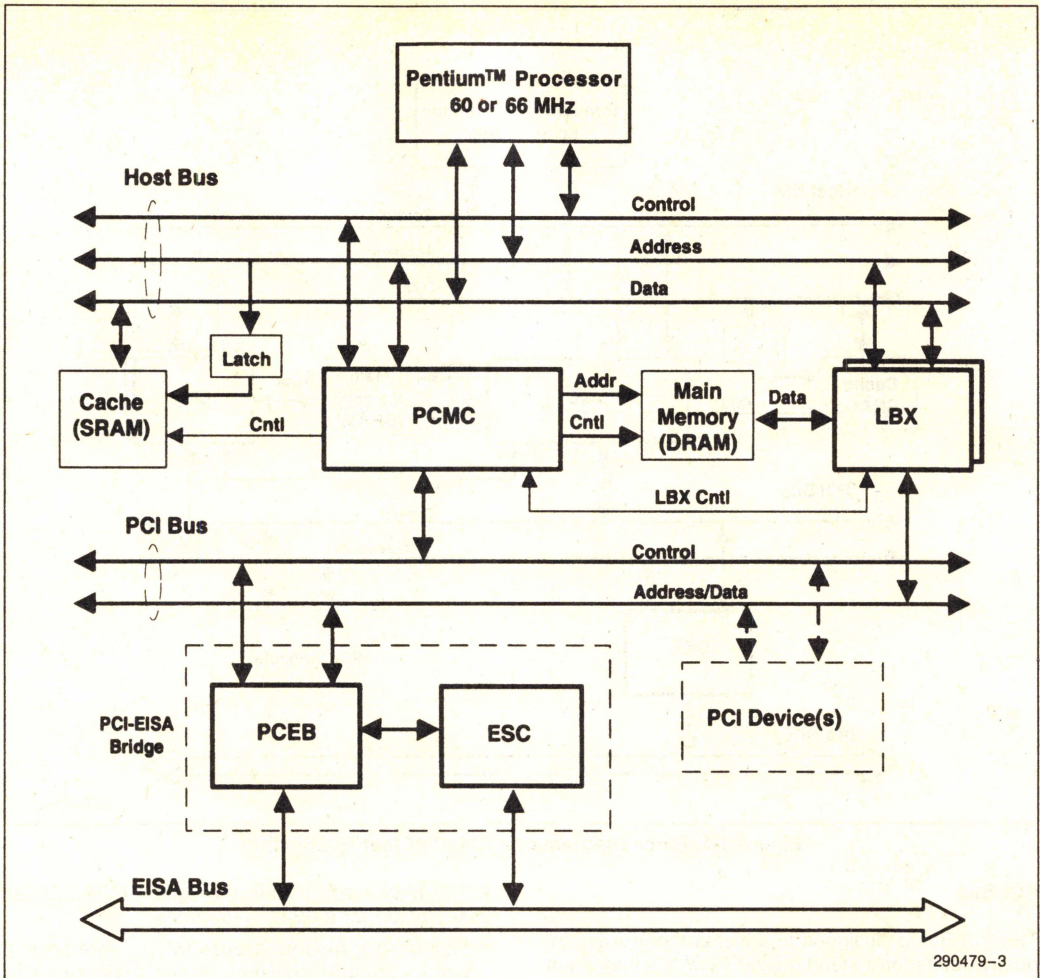 Pentium™ Processor
60 or 66 MHz
Host Bus
Control
Address
Data
Latch
Cache
(SRAM)
Cntl
PCMC
Addr
Cntl
Main
Memory
(DRAM)
Data
LBX
LBX Cntl
PCI Bus
Control
Address/Data
PCI-EISA
Bridge
PCEB
ESC
PCI Device(s)
EISA Bus
290479-3